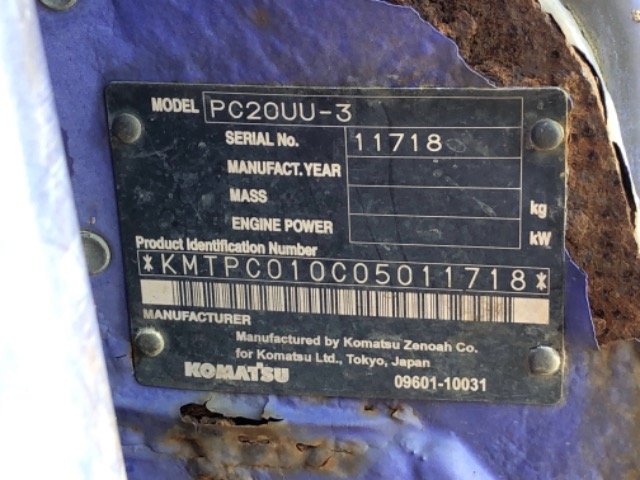 MODEL PC20UU-3
SERIAL No. 11718
MANUFACT.YEAR
MASS kg
ENGINE POWER kW
Product Identification Number
*KMTPC010C05011718*
MANUFACTURER
Manufactured by Komatsu Zenoah Co.
for Komatsu Ltd., Tokyo, Japan
KOMATSU 09601-10031